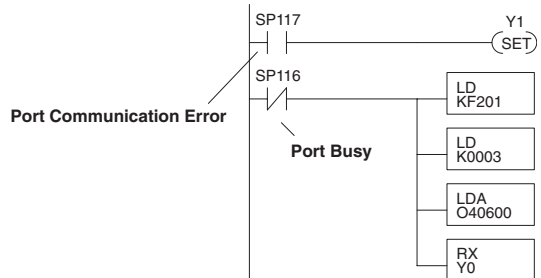 SP117
Y1
SET
SP116
LD
KF201
Port Communication Error
Port Busy
LD
K0003
LDA
O40600
RX
Y0